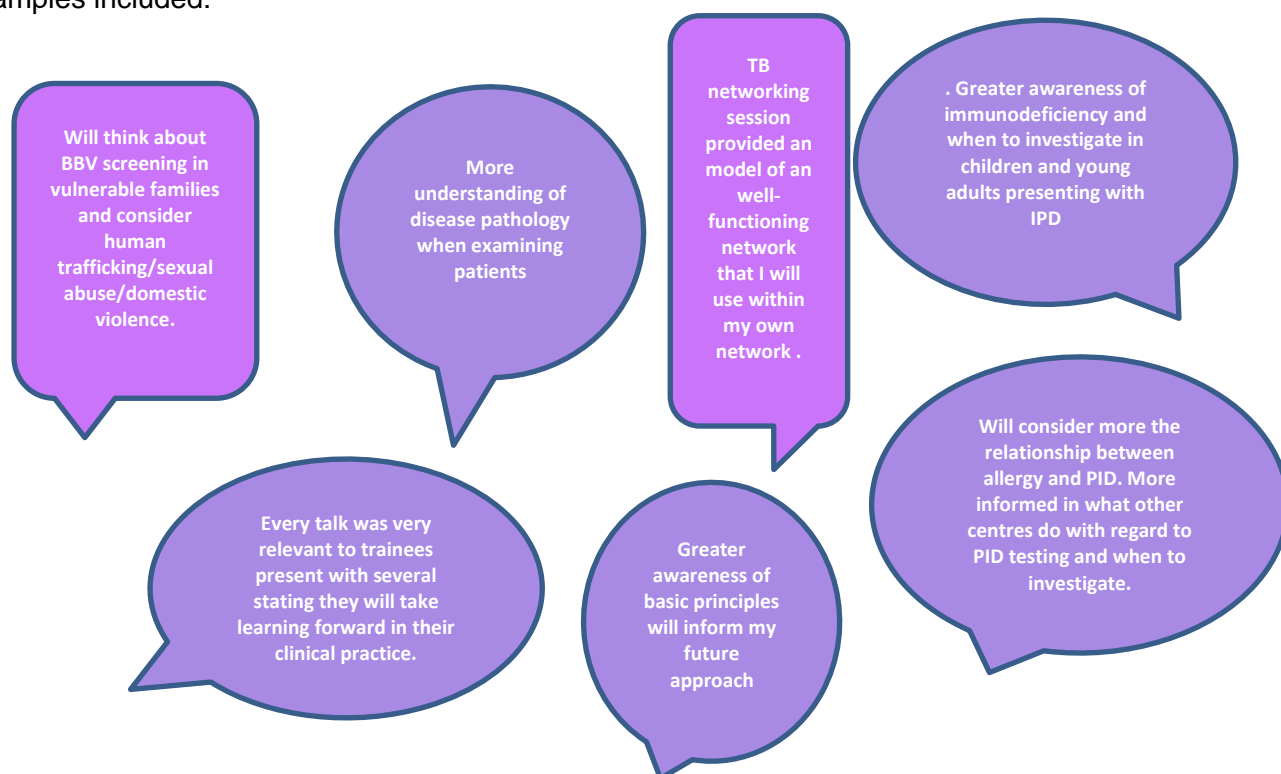 amples included:
Will think about
BBV screening in
vulnerable families
and consider
human
trafficking/sexual
abuse/domestic
violence.
More
understanding of
disease pathology
when examining
patients
TB
networking
session
provided an
model of an
well-
functioning
network
that I will
use within
my own
network .
. Greater awareness of
immunodeficiency and
when to investigate in
children and young
adults presenting with
IPD
Every talk was very
relevant to trainees
present with several
stating they will take
learning forward in their
clinical practice.
Greater
awareness of
basic principles
will inform my
future
approach
Will consider more the
relationship between
allergy and PID. More
informed in what other
centres do with regard to
PID testing and when to
investigate.